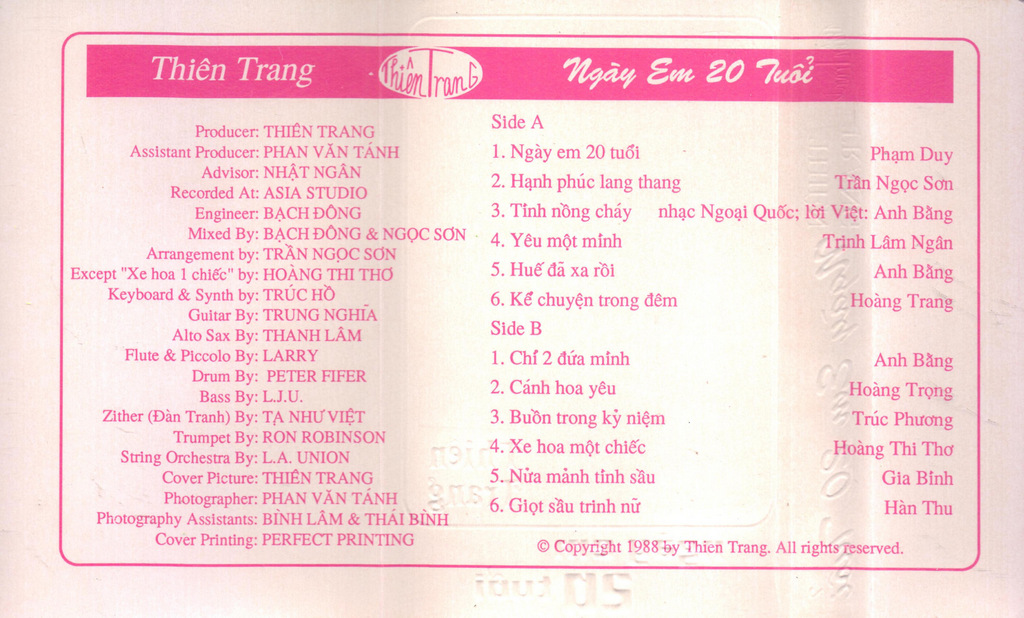 Thiên Trang
Thiên Trang
Ngày Em 20 Tuổi
Producer: THIÊN TRANG
Assistant Producer: PHAN VĂN TÁNH
Advisor: NHẬT NGÂN
Recorded At: ASIA STUDIO
Engineer: BẠCH ĐÔNG
Mixed By: BẠCH ĐÔNG & NGỌC SƠN
Arrangement by: TRẦN NGỌC SƠN
Except "Xe hoa 1 chiếc" by: HOÀNG THI THƠ
Keyboard & Synth by: TRÚC HỒ
Guitar By: TRUNG NGHĨA
Alto Sax By: THANH LÂM
Flute & Piccolo By: LARRY
Drum By: PETER FIFER
Bass By: L.J.U.
Zither (Đàn Tranh) By: TẠ NHƯ VIỆT
Trumpet By: RON ROBINSON
String Orchestra By: L.A. UNION
Cover Picture: THIÊN TRANG
Photographer: PHAN VĂN TÁNH
Photography Assistants: BÌNH LÂM & THÁI BÌNH
Cover Printing: PERFECT PRINTING
Side A
1. Ngày em 20 tuổi Phạm Duy
2. Hạnh phúc lang thang Trần Ngọc Sơn
3. Tình nồng cháy nhạc Ngoại Quốc; lời Việt: Anh Bằng
4. Yêu một mình Trịnh Lâm Ngân
5. Huế đã xa rồi Anh Bằng
6. Kể chuyện trong đêm Hoàng Trang
Side B
1. Chỉ 2 đứa mình Anh Bằng
2. Cánh hoa yêu Hoàng Trọng
3. Buồn trong kỷ niệm Trúc Phương
4. Xe hoa một chiếc Hoàng Thi Thơ
5. Nửa mảnh tình sầu Gia Bình
6. Giọt sầu trinh nữ Hàn Thu
© Copyright 1988 by Thien Trang. All rights reserved.